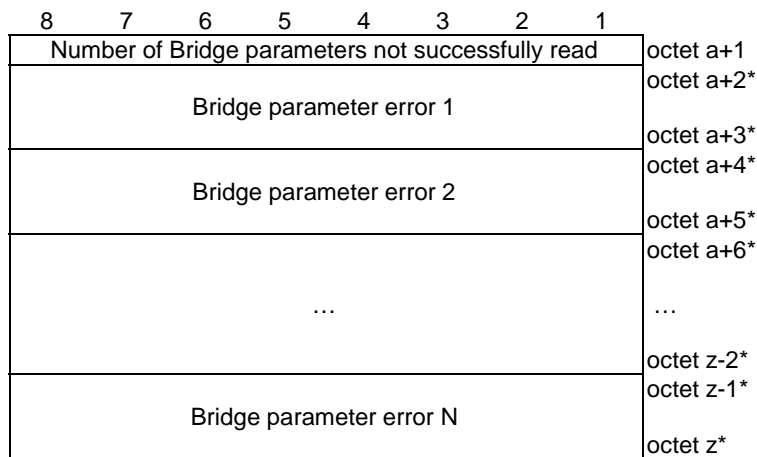 8 7 6 5 4 3 2 1
Number of Bridge parameters not successfully read octet a+1
octet a+2*
Bridge parameter error 1
octet a+3*
octet a+4*
Bridge parameter error 2
octet a+5*
octet a+6*
… …
octet z-2*
octet z-1*
Bridge parameter error N
octet z*